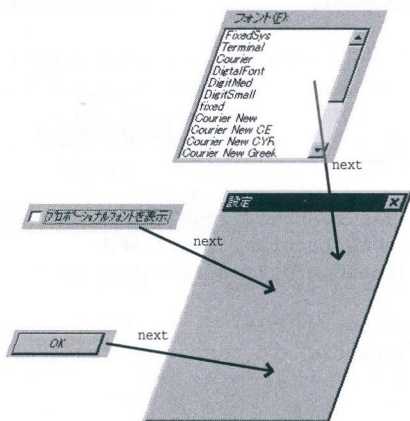 フォント(F):
FixedSys
Terminal
Courier
DigtalFont
DigitMed
DigitSmall
fixed
Courier New
Courier New CE
Courier New CYR
Courier New Greek
next
設定
プロポーショナルフォントを表示
next
OK
next